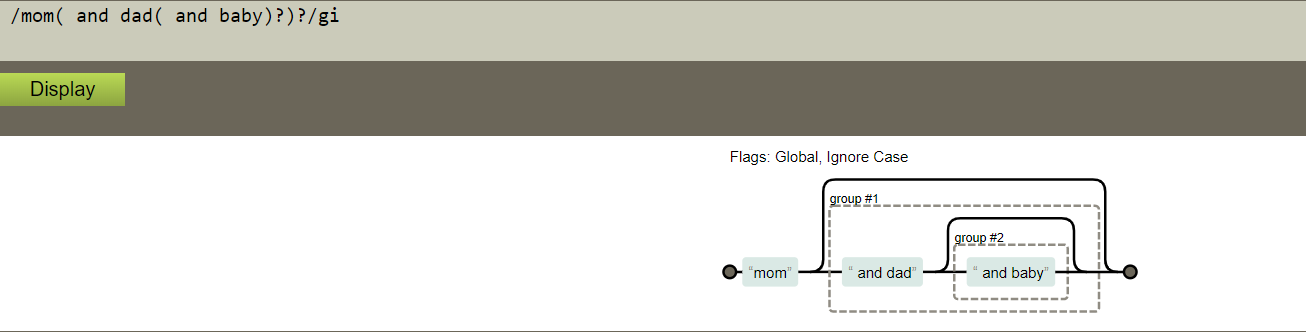 /mom( and dad( and baby)?)?/gi
Display
Flags: Global, Ignore Case
group #1
group #2
“mom” “ and dad” “ and baby”